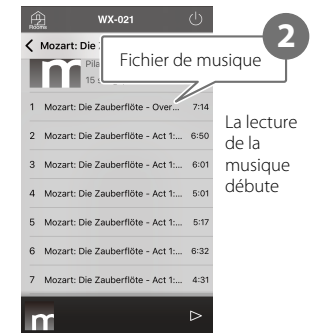 Rooms
WX-021
2
Mozart: Die
Fichier de musique
Pila
15 s
1 Mozart: Die Zauberflöte - Over... 7:14
2 Mozart: Die Zauberflöte - Act 1:... 6:50
3 Mozart: Die Zauberflöte - Act 1:... 6:01
4 Mozart: Die Zauberflöte - Act 1:... 5:01
5 Mozart: Die Zauberflöte - Act 1:... 5:17
6 Mozart: Die Zauberflöte - Act 1:... 6:32
7 Mozart: Die Zauberflöte - Act 1:... 4:31
La lecture
de la
musique
débute